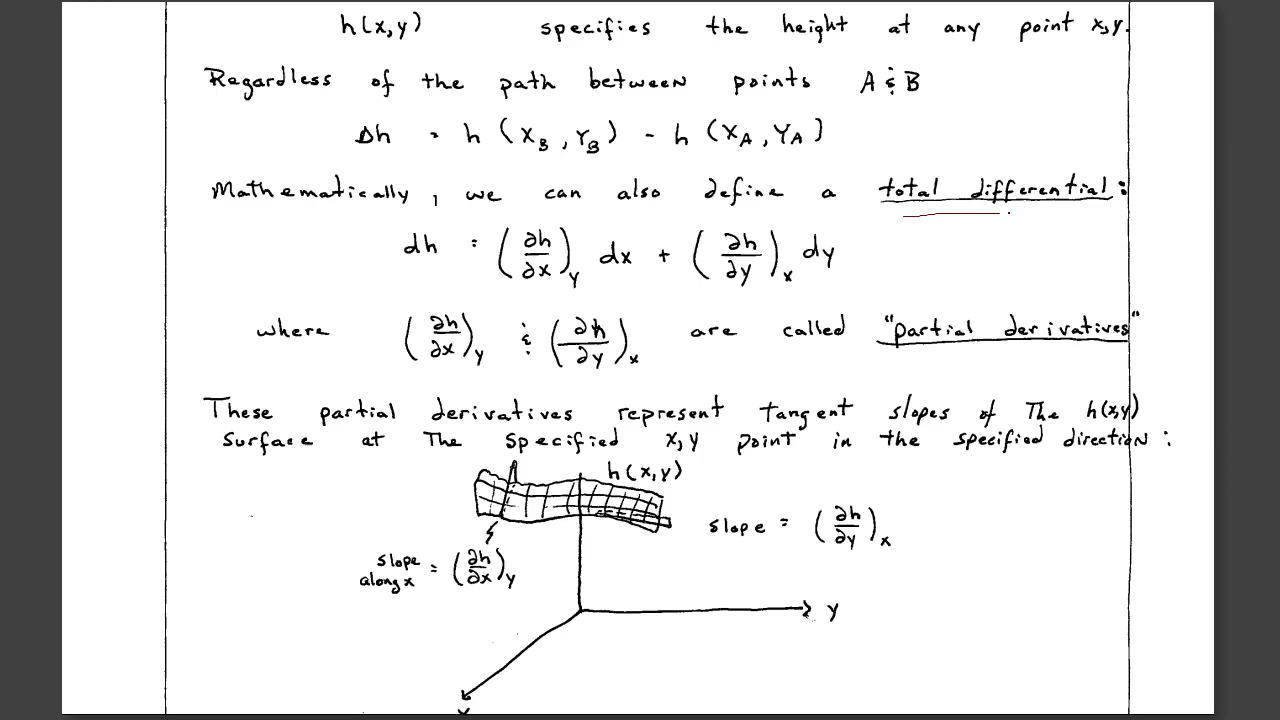 h(x,y) specifies the height at any point x,y.
Regardless of the path between points A & B
Δh = h (X_B, Y_B) - h (X_A, Y_A)
Mathematically, we can also define a total differential:
dh = (∂h/∂x)_y dx + (∂h/∂y)_x dy
where (∂h/∂x)_y & (∂h/∂y)_x are called "partial derivatives"
These partial derivatives represent tangent slopes of The h(x,y)
surface at The specified x,y point in the specified direction:
h(x,y)
slope = (∂h/∂y)_x
slope along x = (∂h/∂x)_y
y
x